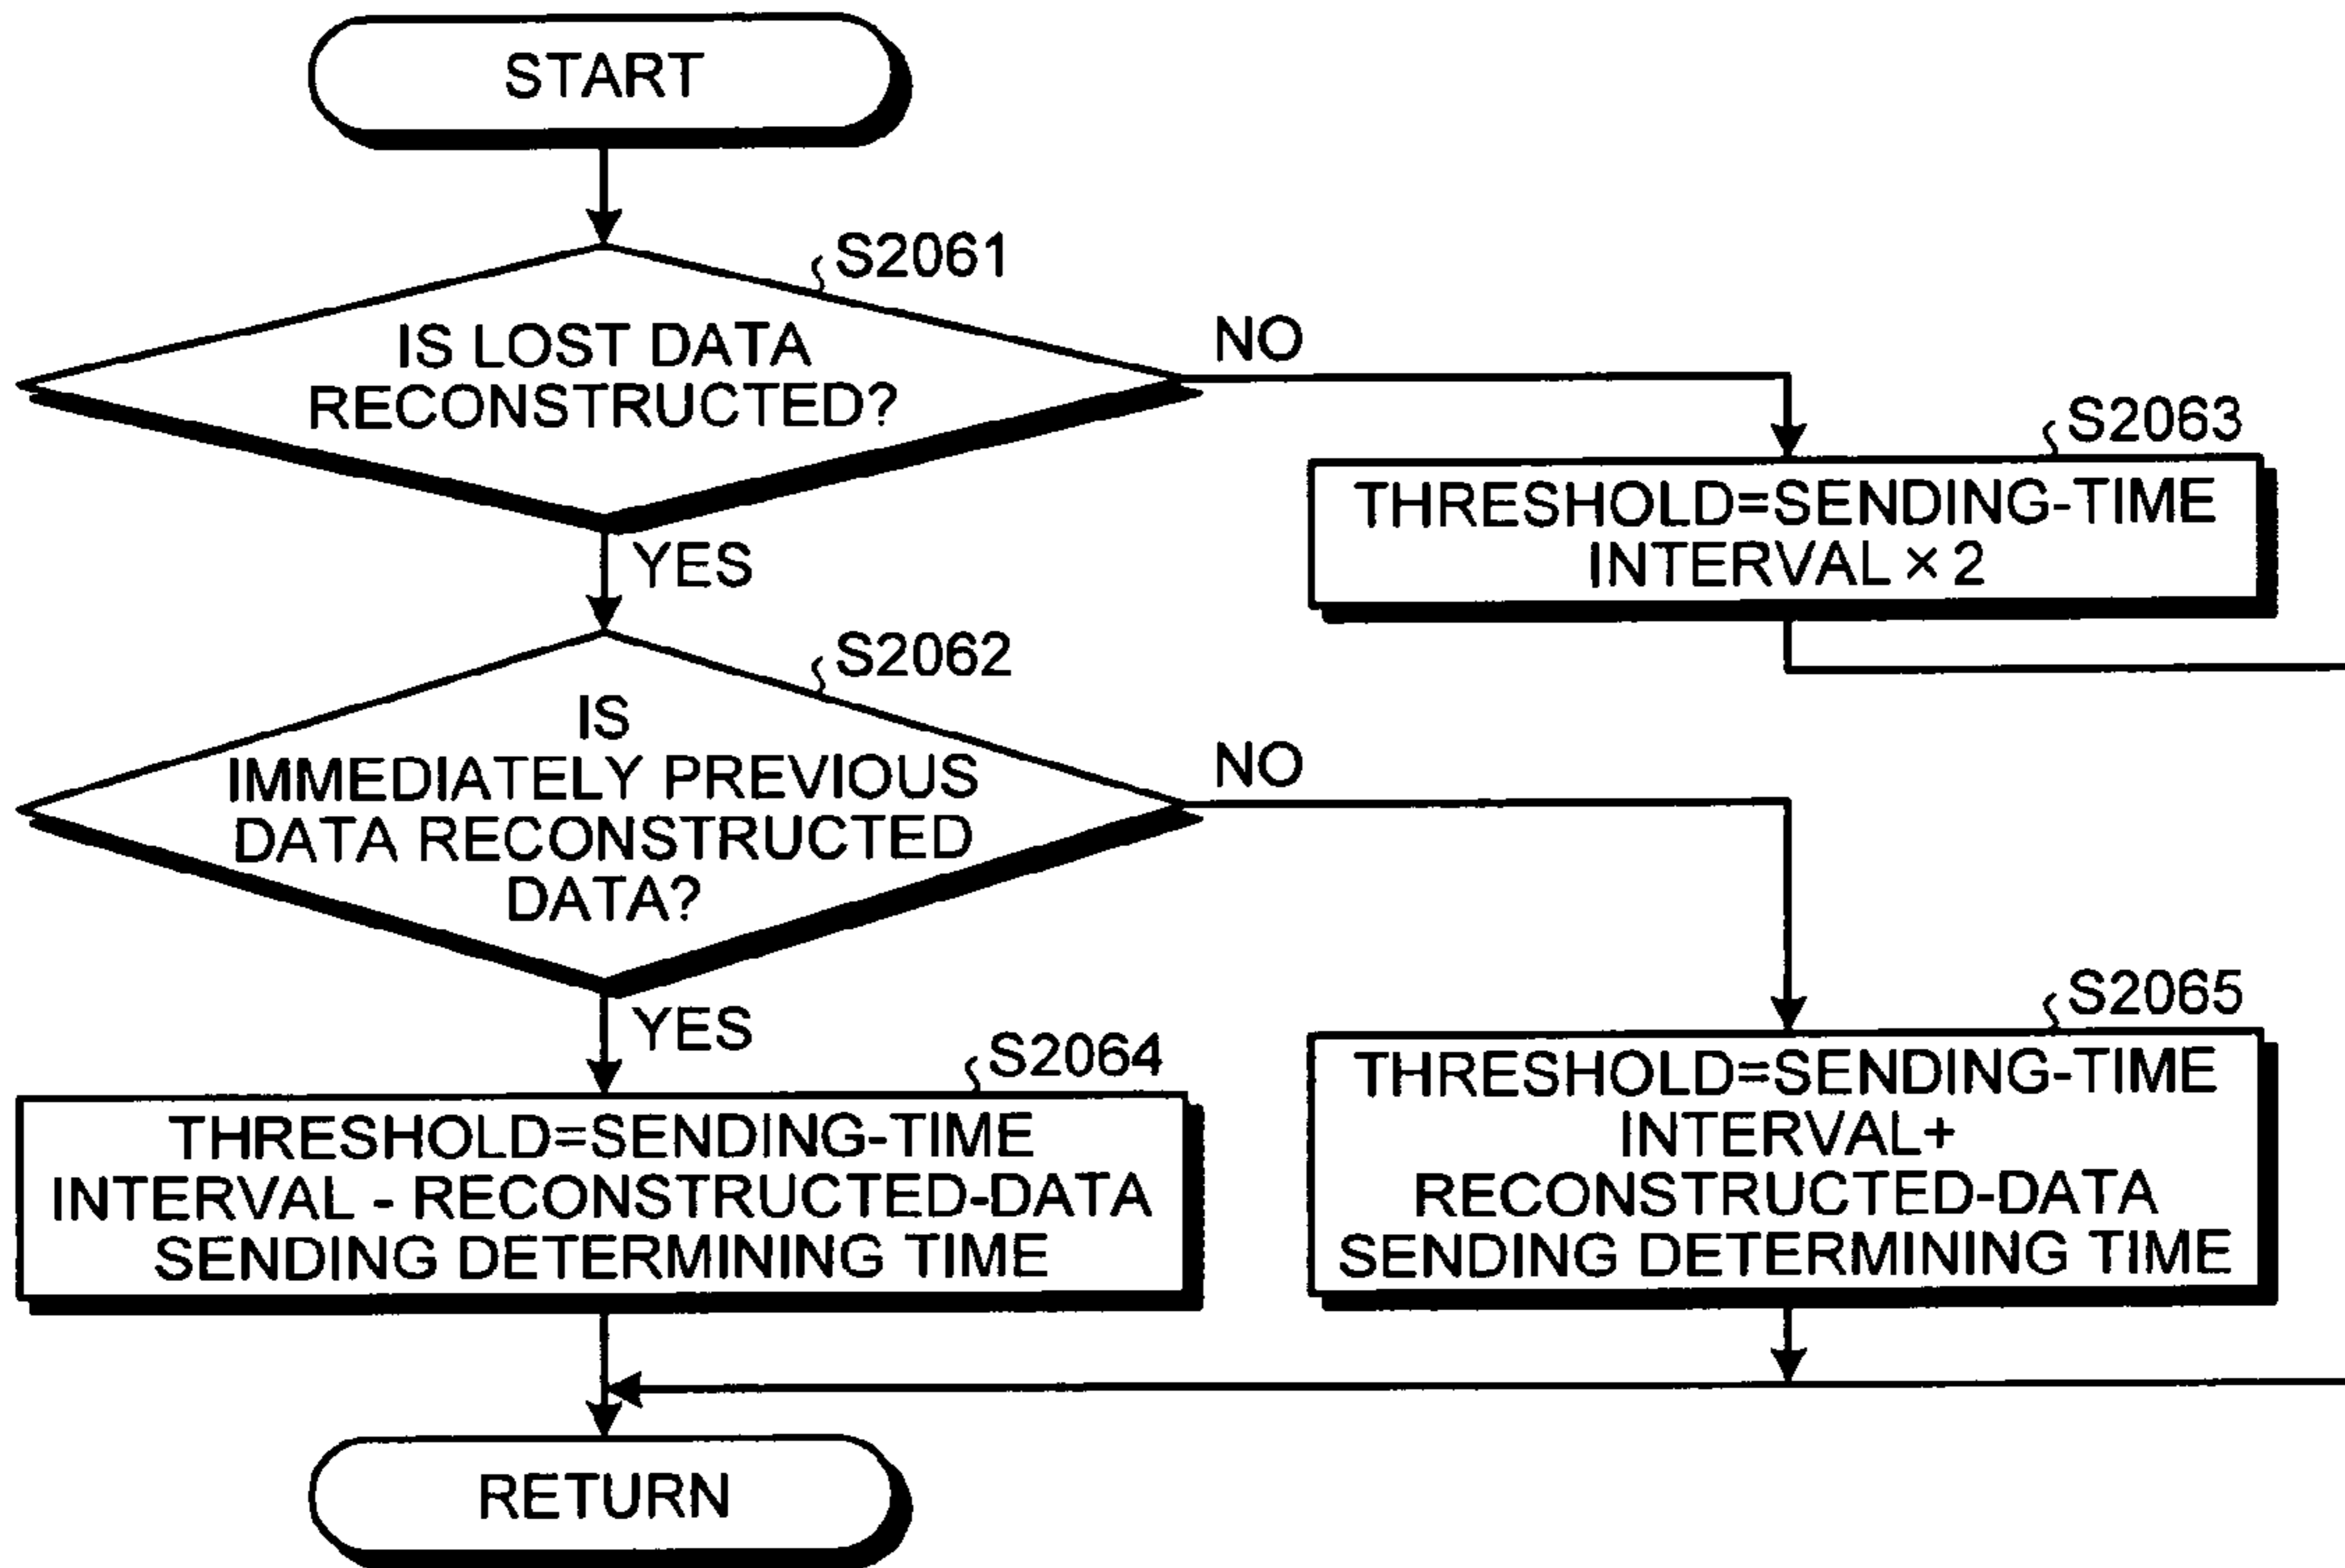 START
S2061
IS LOST DATA
RECONSTRUCTED?
NO
S2063
THRESHOLD=SENDING-TIME
INTERVAL × 2
YES
S2062
IS
IMMEDIATELY PREVIOUS
DATA RECONSTRUCTED
DATA?
NO
YES
S2064
THRESHOLD=SENDING-TIME
INTERVAL - RECONSTRUCTED-DATA
SENDING DETERMINING TIME
S2065
THRESHOLD=SENDING-TIME
INTERVAL+
RECONSTRUCTED-DATA
SENDING DETERMINING TIME
RETURN